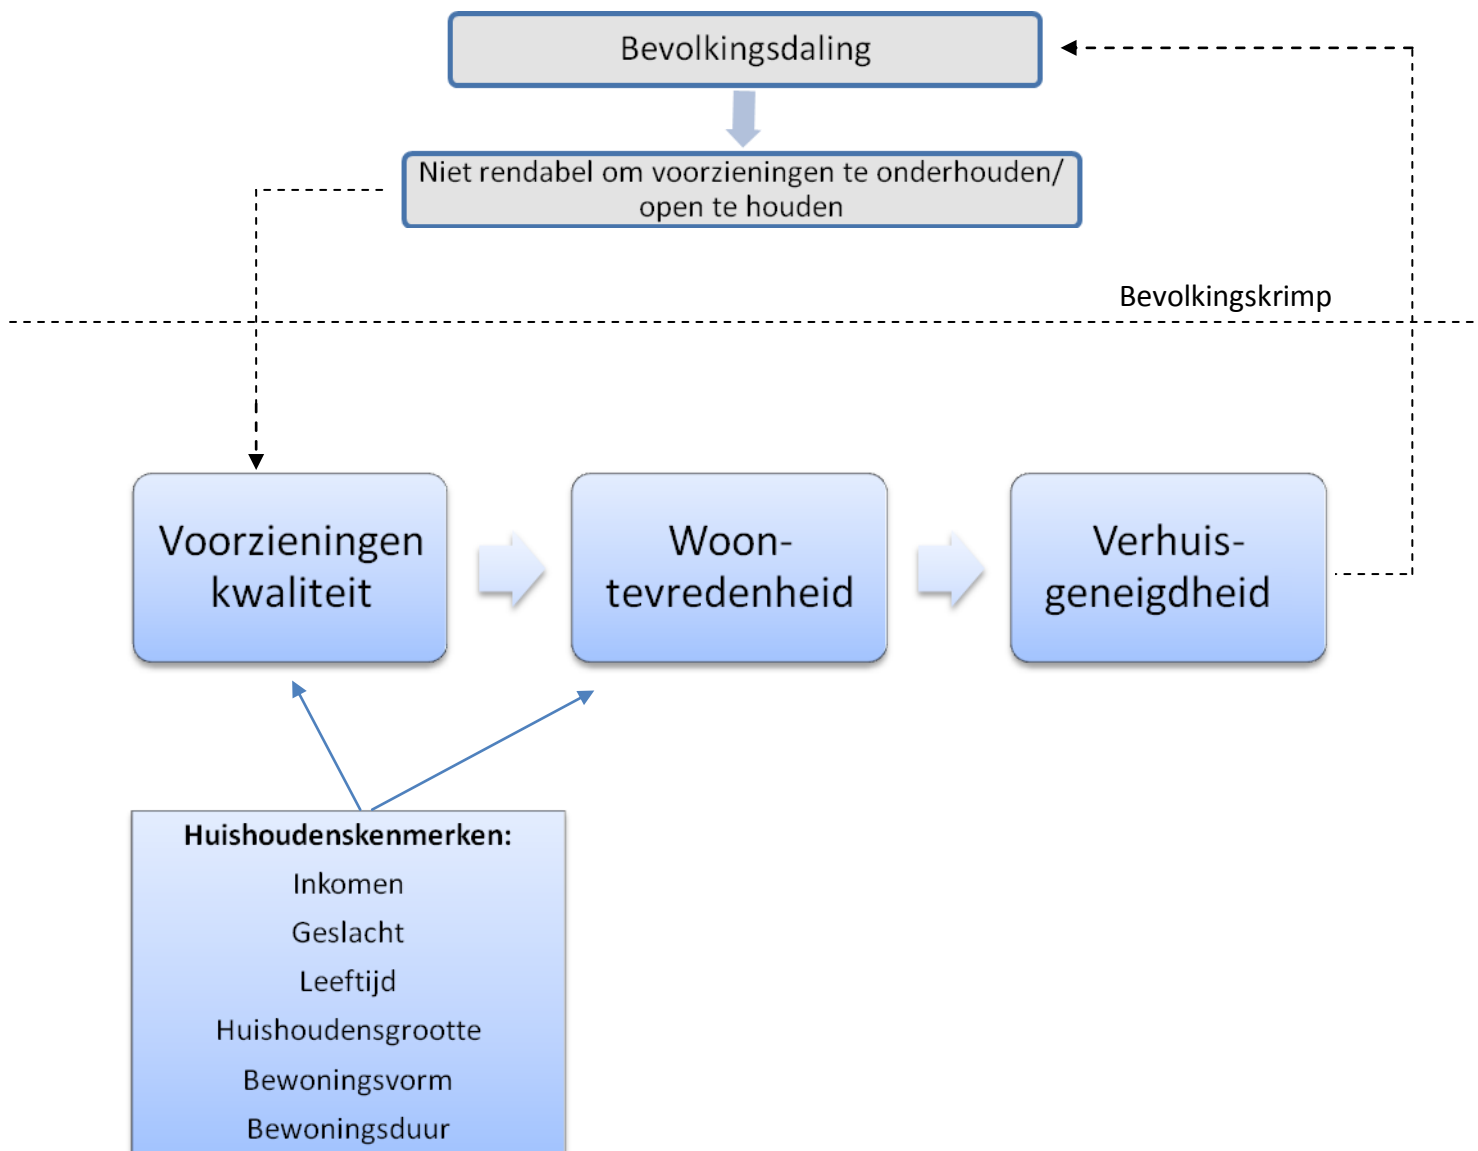 Bevolkingsdaling
Niet rendabel om voorzieningen te onderhouden/
open te houden
Bevolkingskrimp
Voorzieningen
kwaliteit
Woon-
tevredenheid
Verhuis-
geneigdheid
Huishoudenskenmerken:
Inkomen
Geslacht
Leeftijd
Huishoudensgrootte
Bewoningsvorm
Bewoningsduur